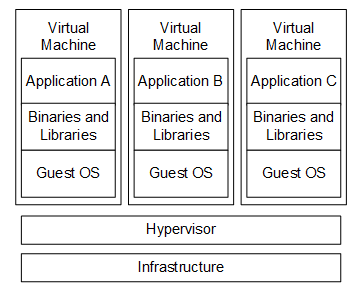 Virtual
Machine
Application A
Binaries and
Libraries
Guest OS
Virtual
Machine
Application B
Binaries and
Libraries
Guest OS
Virtual
Machine
Application C
Binaries and
Libraries
Guest OS
Hypervisor
Infrastructure